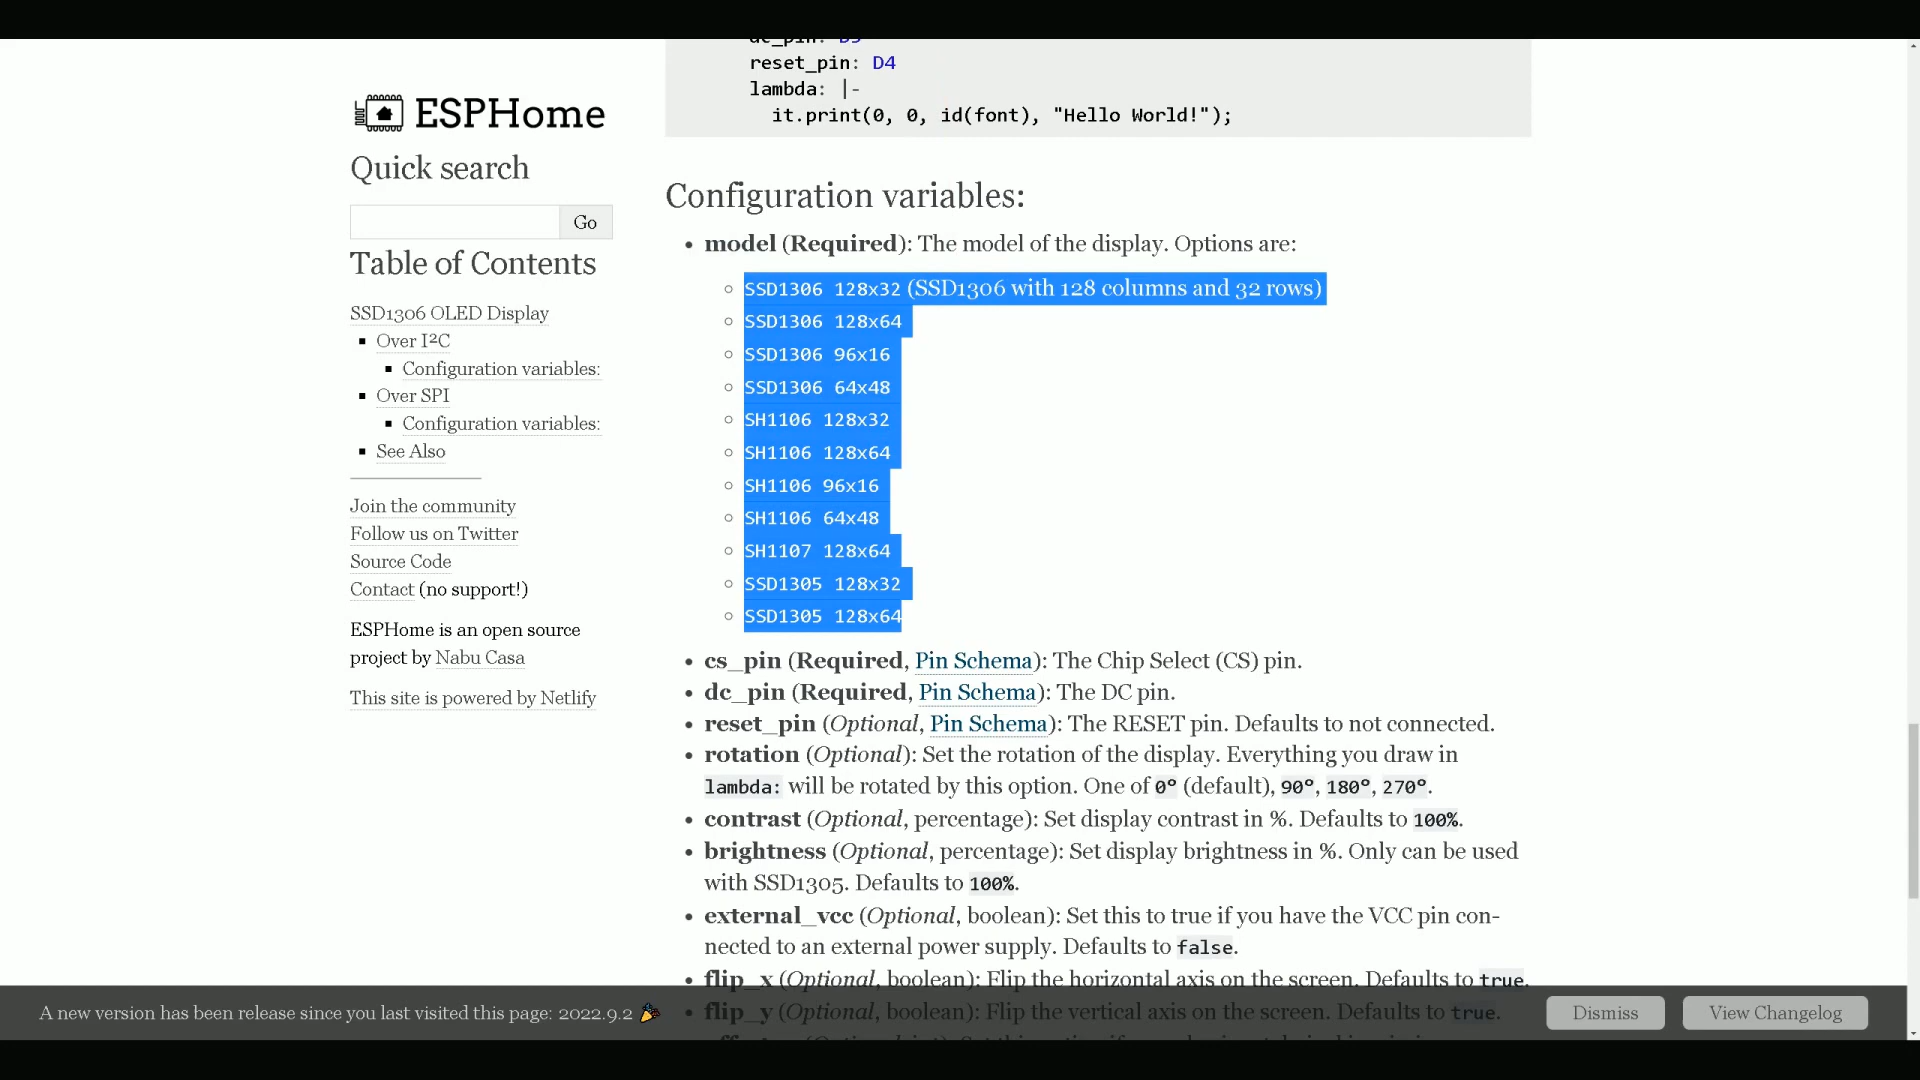 reset_pin: D4
lambda: |-
it.print(0, 0, id(font), "Hello World!");
ESPHome
Quick search
Go
Table of Contents
SSD1306 OLED Display
Over I²C
Configuration variables:
Over SPI
Configuration variables:
See Also
Join the community
Follow us on Twitter
Source Code
Contact (no support!)
ESPHome is an open source
project by Nabu Casa
This site is powered by Netlify
Configuration variables:
model (Required): The model of the display. Options are:
SSD1306 128x32 (SSD1306 with 128 columns and 32 rows)
SSD1306 128x64
SSD1306 96x16
SSD1306 64x48
SH1106 128x32
SH1106 128x64
SH1106 96x16
SH1106 64x48
SH1107 128x64
SSD1305 128x32
SSD1305 128x64
cs_pin (Required, Pin Schema): The Chip Select (CS) pin.
dc_pin (Required, Pin Schema): The DC pin.
reset_pin (Optional, Pin Schema): The RESET pin. Defaults to not connected.
rotation (Optional): Set the rotation of the display. Everything you draw in
lambda: will be rotated by this option. One of 0° (default), 90°, 180°, 270°.
contrast (Optional, percentage): Set display contrast in %. Defaults to 100%.
brightness (Optional, percentage): Set display brightness in %. Only can be used
with SSD1305. Defaults to 100%.
external_vcc (Optional, boolean): Set this to true if you have the VCC pin con-
nected to an external power supply. Defaults to false.
flip_x (Optional, boolean): Flip the horizontal axis on the screen. Defaults to true.
flip_y (Optional, boolean): Flip the vertical axis on the screen. Defaults to true.
A new version has been release since you last visited this page: 2022.9.2 🎉
Dismiss
View Changelog